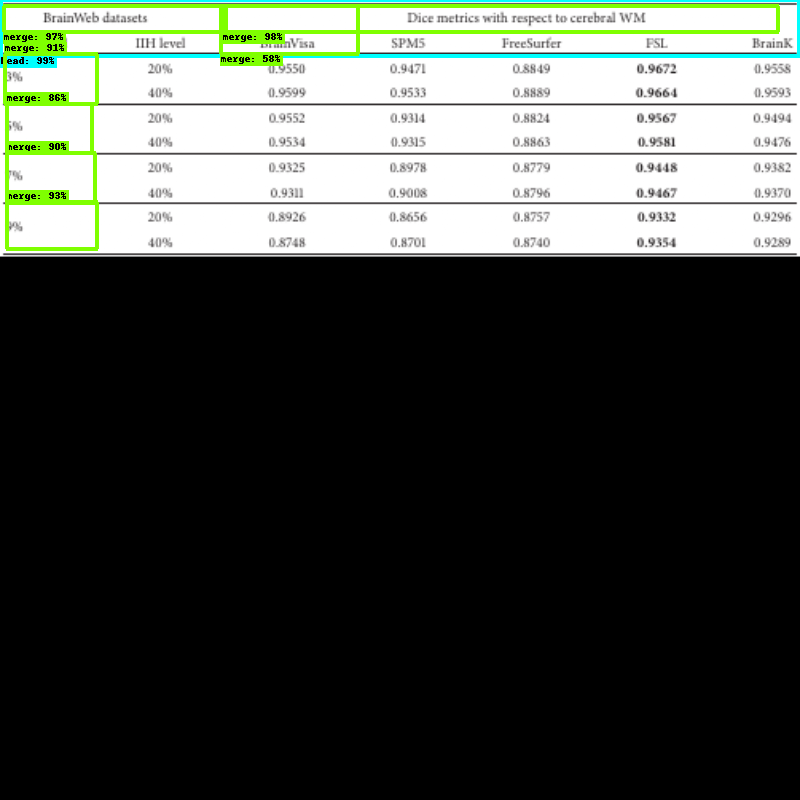 BrainWeb datasets Dice metrics with respect to cerebral WM
merge: 97% merge: 98%
IIH level BrainVisa SPM5 FreeSurfer FSL BrainK
merge: 91%
head: 99% merge: 58%
3% 20% 0.9550 0.9471 0.8849 0.9672 0.9558
40% 0.9599 0.9533 0.8889 0.9664 0.9593
merge: 86%
5% 20% 0.9552 0.9314 0.8824 0.9567 0.9494
40% 0.9534 0.9315 0.8863 0.9581 0.9476
merge: 90%
7% 20% 0.9325 0.8978 0.8779 0.9448 0.9382
40% 0.9311 0.9008 0.8796 0.9467 0.9370
merge: 93%
9% 20% 0.8926 0.8656 0.8757 0.9332 0.9296
40% 0.8748 0.8701 0.8740 0.9354 0.9289